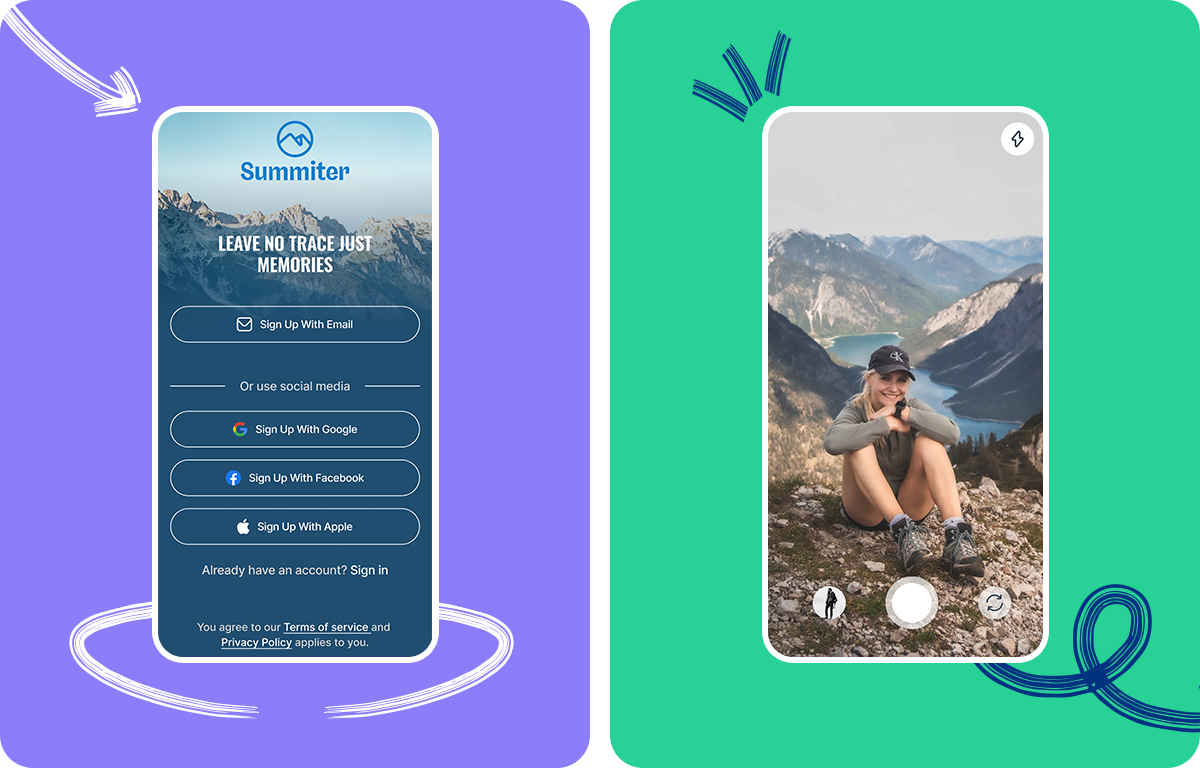 Summiter
LEAVE NO TRACE JUST
MEMORIES
Sign Up With Email
Or use social media
Sign Up With Google
Sign Up With Facebook
Sign Up With Apple
Already have an account? Sign in
You agree to our Terms of service and
Privacy Policy applies to you.
CK